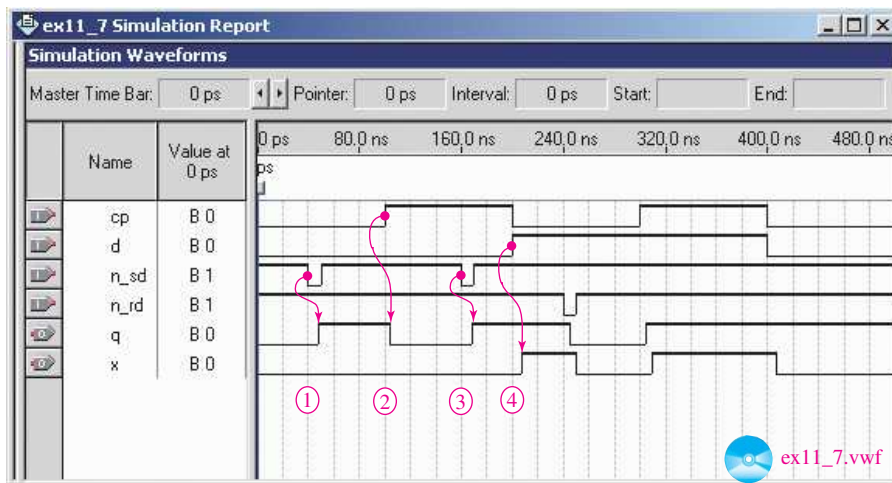 ex11_7 Simulation Report
Simulation Waveforms
Master Time Bar: 0 ps Pointer: 0 ps Interval: 0 ps Start: End:
Name Value at 0 ps
0 ps 80.0 ns 160.0 ns 240.0 ns 320.0 ns 400.0 ns 480.0 ns
ps
cp B 0
d B 0
n_sd B 1
n_rd B 1
q B 0
x B 0
1 2 3 4
ex11_7.vwf